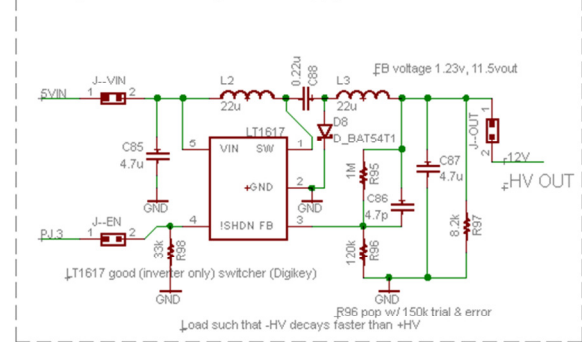 FB voltage 1.23v, 11.5vout
5VIN
J--VIN
1 2
L2
22u
0.22u
C88
L3
22u
D8
D_BAT54T1
LT1617
5 VIN SW 1
+GND 2
4 !SHDN FB 3
C85
4.7u
GND
GND
PJ.3
J--EN
1 2
33k
R98
GND
1M
R95
C86
4.7p
120k
R96
GND
C87
4.7u
8.2k
R97
J--OUT
1
2
-12V
-HV OUT
LT1617 good (inverter only) switcher (Digikey)
R96 pop w/ 150k trial & error
Load such that -HV decays faster than +HV